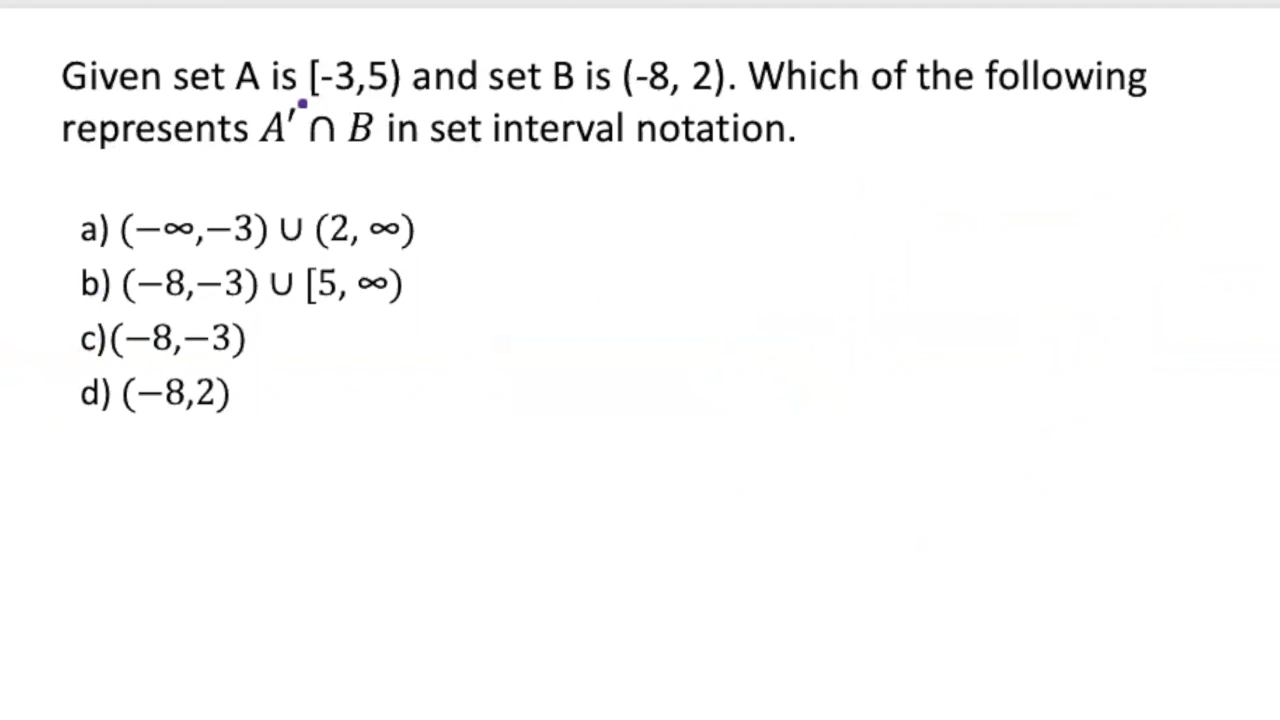 Given set A is [-3,5) and set B is (-8, 2). Which of the following
represents A′ ∩ B in set interval notation.
a) (−∞,−3) ∪ (2, ∞)
b) (−8,−3) ∪ [5, ∞)
c)(−8,−3)
d) (−8,2)